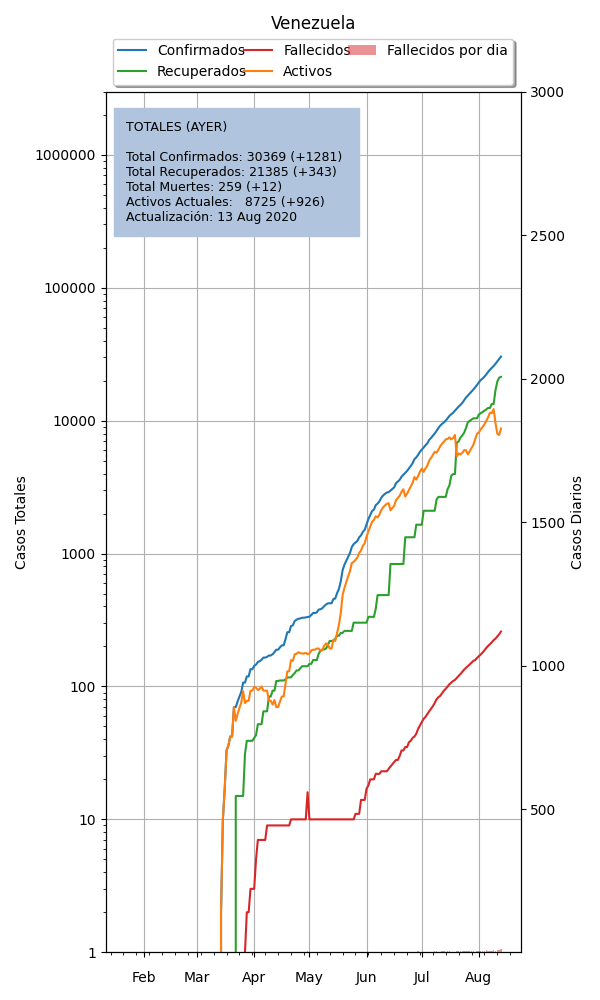 Venezuela
Confirmados Fallecidos Fallecidos por dia
Recuperados Activos
TOTALES (AYER)
Total Confirmados: 30369 (+1281)
Total Recuperados: 21385 (+343)
Total Muertes: 259 (+12)
Activos Actuales: 8725 (+926)
Actualización: 13 Aug 2020
Casos Totales
1000000
100000
10000
1000
100
10
1
Casos Diarios
3000
2500
2000
1500
1000
500
Feb Mar Apr May Jun Jul Aug